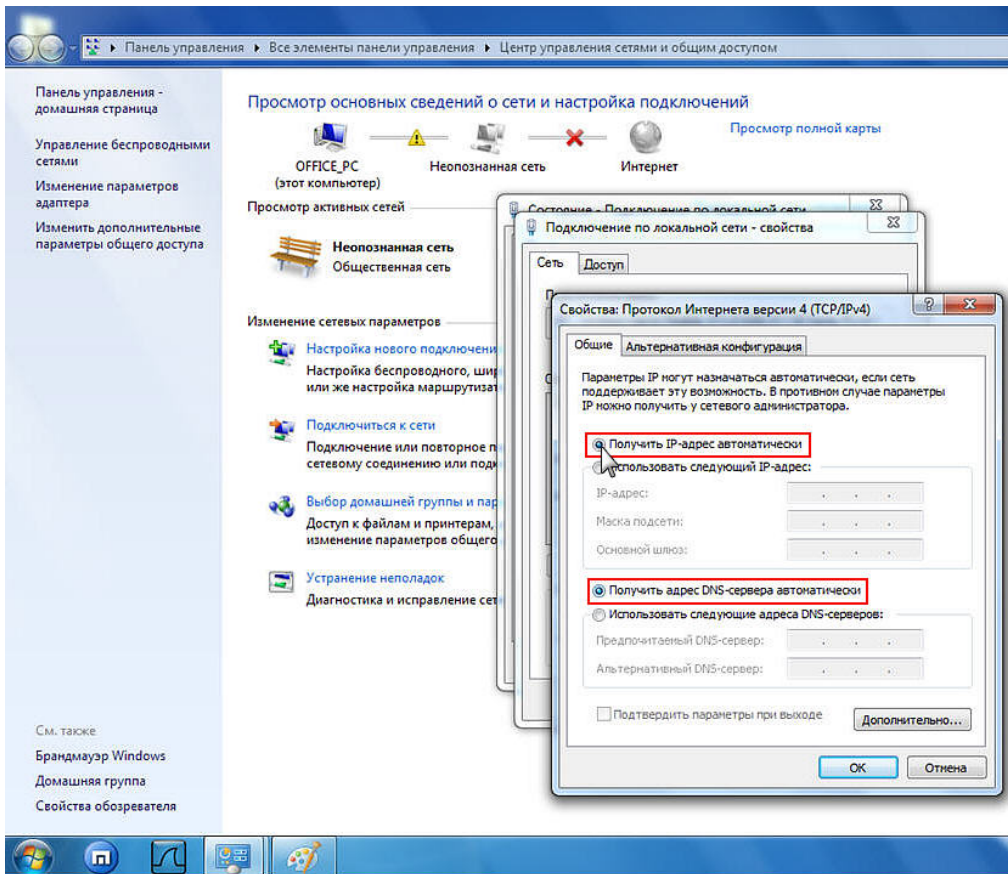 Панель управления ▸ Все элементы панели управления ▸ Центр управления сетями и общим доступом
Панель управления -
домашняя страница
Управление беспроводными
сетями
Изменение параметров
адаптера
Изменить дополнительные
параметры общего доступа
См. также
Брандмауэр Windows
Домашняя группа
Свойства обозревателя
Просмотр основных сведений о сети и настройка подключений
OFFICE_PC
(этот компьютер)
Неопознанная сеть
Интернет
Просмотр полной карты
Просмотр активных сетей
Неопознанная сеть
Общественная сеть
Изменение сетевых параметров
Настройка нового
Настройка беспроводного,
или же настройка
Подключиться к сети
Подключение или повторное
сетевому соединению или
Выбор домашней группы и
Доступ к файлам и принтерам,
изменение параметров
Устранение неполадок
Диагностика и исправление
Состояние - Подключение по локальной сети
Подключение по локальной сети - свойства
Сеть
Доступ
Свойства: Протокол Интернета версии 4 (TCP/IPv4)
Общие
Альтернативная конфигурация
Параметры IP могут назначаться автоматически, если сеть
поддерживает эту возможность. В противном случае параметры
IP можно получить у сетевого администратора.
Получить IP-адрес автоматически
следующий IP-адрес:
IP-адрес:
Маска подсети:
Основной шлюз:
Получить адрес DNS-сервера автоматически
Использовать следующие адреса DNS-серверов:
Предпочитаемый DNS-сервер:
Альтернативный DNS-сервер:
Подтвердить параметры при выходе
Дополнительно...
ОК
Отмена